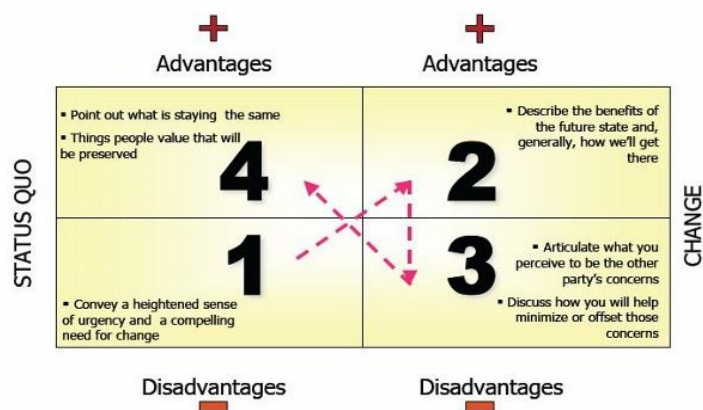 + +
Advantages Advantages
STATUS QUO
▪ Point out what is staying the same
▪ Things people value that will
be preserved
4
▪ Describe the benefits of
the future state and,
generally, how we'll get
there
2
CHANGE
1
▪ Convey a heightened sense
of urgency and a compelling
need for change
3
▪ Articulate what you
perceive to be the other
party's concerns
▪ Discuss how you will help
minimize or offset those
concerns
Disadvantages Disadvantages